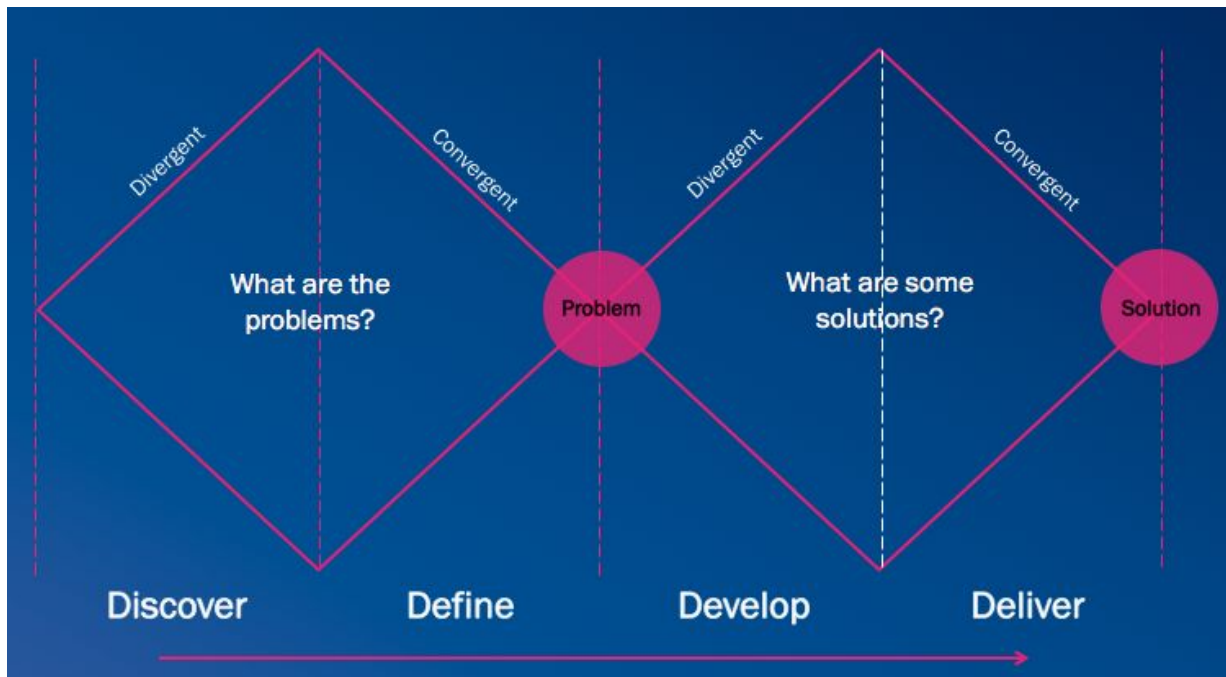 Divergent
Convergent
Divergent
Convergent
What are the
problems?
Problem
What are some
solutions?
Solution
Discover
Define
Develop
Deliver